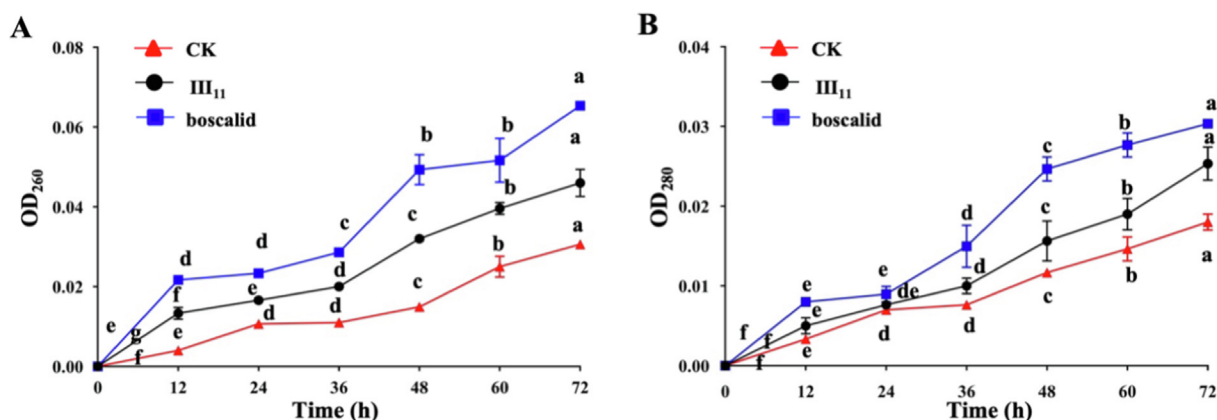 A
OD260
0.08
0.06
0.04
0.02
0.00
CK
III11
boscalid
a
b
b
a
c
d
d
c
b
a
d
e
f
b
c
e
g
e
d
d
f
0
12
24
36
48
60
72
Time (h)
B
OD280
0.04
0.03
0.02
0.01
0.00
CK
III11
boscalid
a
b
a
c
b
c
d
d
e
e
de
a
b
c
e
d
d
e
f
f
f
0
12
24
36
48
60
72
Time (h)